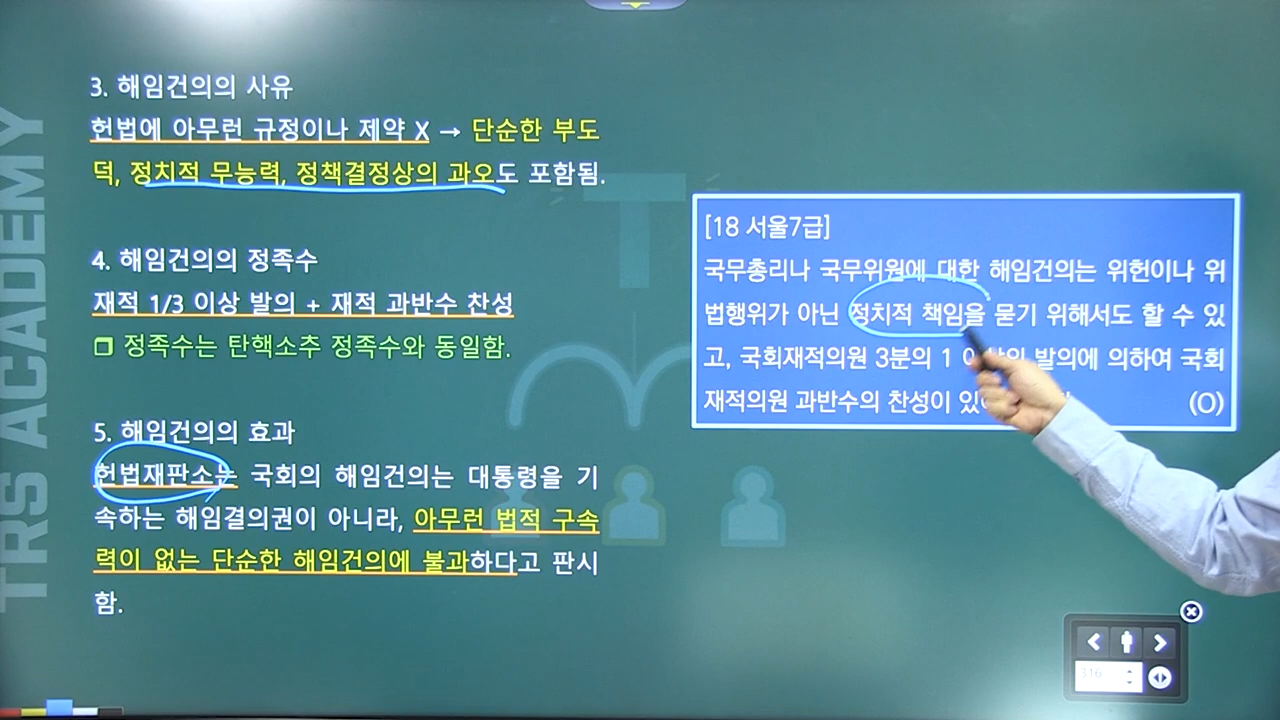 3. 해임건의의 사유
헌법에 아무런 규정이나 제약 X → 단순한 부도
덕, 정치적 무능력, 정책결정상의 과오도 포함됨.
4. 해임건의의 정족수
재적 1/3 이상 발의 + 재적 과반수 찬성
정족수는 탄핵소추 정족수와 동일함.
5. 해임건의의 효과
헌법재판소는 국회의 해임건의는 대통령을 기
속하는 해임결의권이 아니라, 아무런 법적 구속
력이 없는 단순한 해임건의에 불과하다고 판시
함.
[18 서울7급]
국무총리나 국무위원에 대한 해임건의는 위헌이나 위
법행위가 아닌 정치적 책임을 묻기 위해서도 할 수 있
고, 국회재적의원 3분의 1 발의에 의하여 국회
재적의원 과반수의 찬성이 (O)
TRS ACADEMY
316